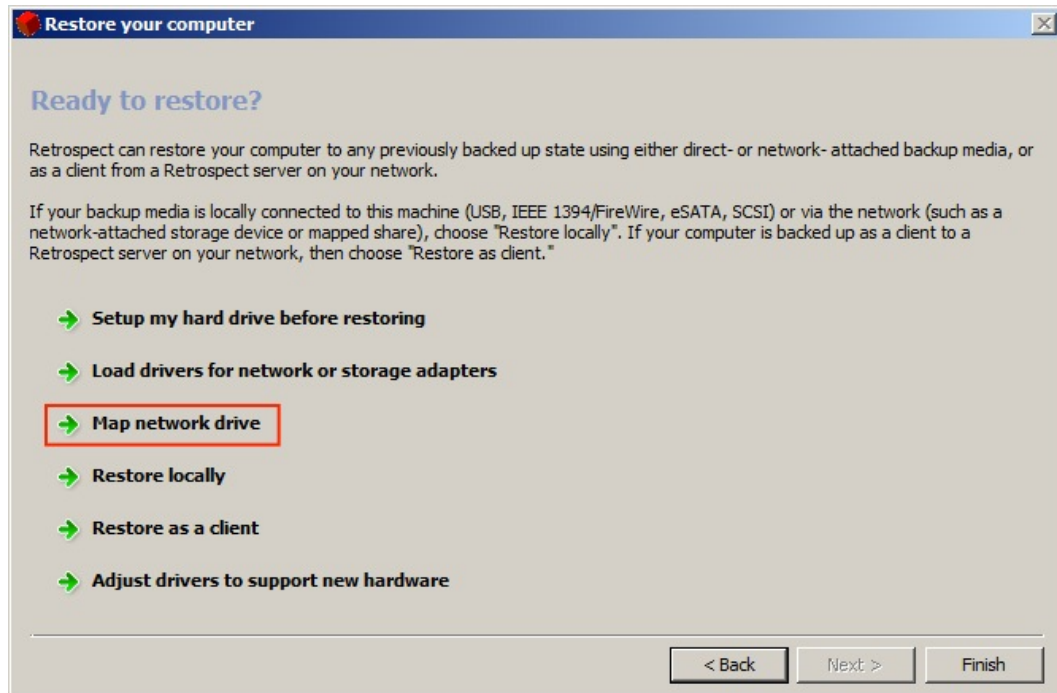 Restore your computer
Ready to restore?
Retrospect can restore your computer to any previously backed up state using either direct- or network- attached backup media, or
as a client from a Retrospect server on your network.
If your backup media is locally connected to this machine (USB, IEEE 1394/FireWire, eSATA, SCSI) or via the network (such as a
network-attached storage device or mapped share), choose "Restore locally". If your computer is backed up as a client to a
Retrospect server on your network, then choose "Restore as client."
Setup my hard drive before restoring
Load drivers for network or storage adapters
Map network drive
Restore locally
Restore as a client
Adjust drivers to support new hardware
< Back Next > Finish